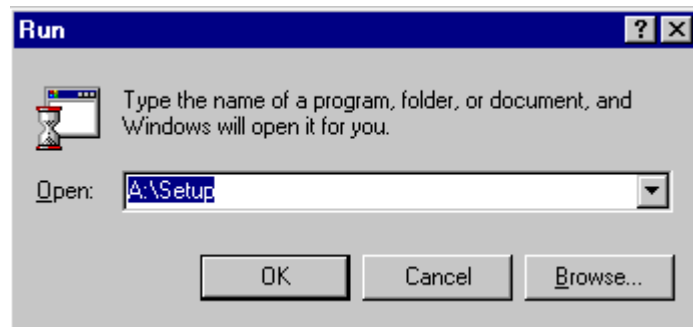 Run
Type the name of a program, folder, or document, and
Windows will open it for you.
Open: A:\Setup
OK Cancel Browse...